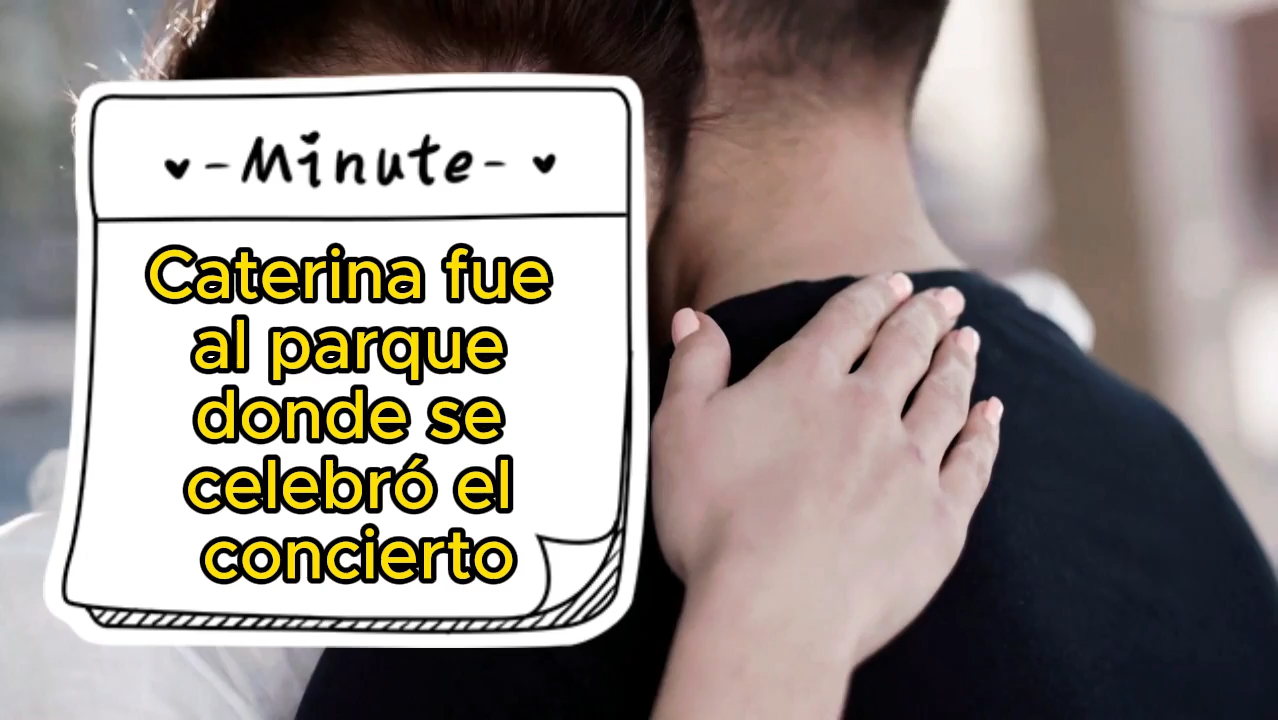 -Minute-
Caterina fue
al parque
donde se
celebró el
concierto